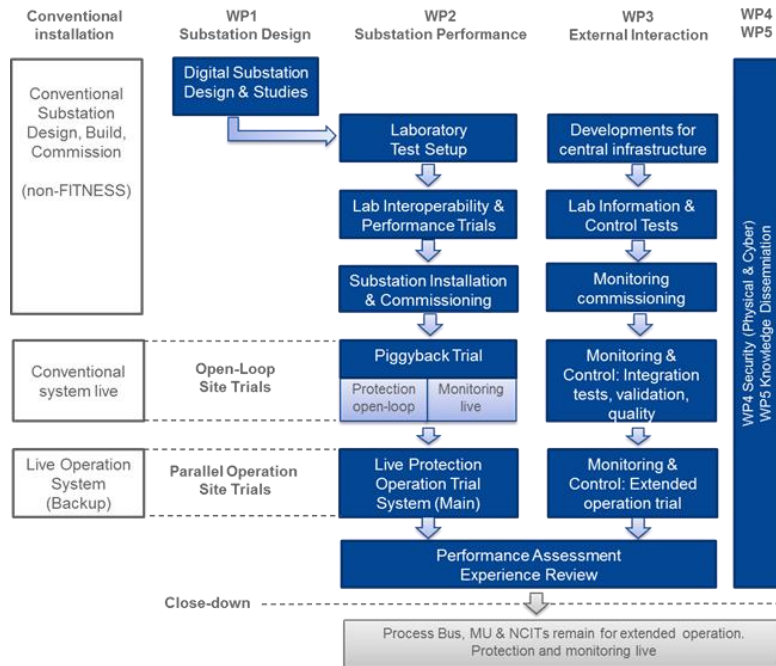 Conventional
installation
WP1
Substation Design
WP2
Substation Performance
WP3
External Interaction
WP4
WP5
Conventional
Substation
Design, Build,
Commission
(non-FITNESS)
Digital Substation
Design & Studies
Laboratory
Test Setup
Developments for
central infrastructure
Lab Interoperability &
Performance Trials
Lab Information &
Control Tests
Substation Installation
& Commissioning
Monitoring
commissioning
Conventional
system live
Open-Loop
Site Trials
Piggyback Trial
Protection
open-loop
Monitoring
live
Monitoring &
Control: Integration
tests, validation,
quality
Live Operation
System
(Backup)
Parallel Operation
Site Trials
Live Protection
Operation Trial
System (Main)
Monitoring &
Control: Extended
operation trial
Performance Assessment
Experience Review
WP4 Security (Physical & Cyber)
WP5 Knowledge Dissemniation
Close-down
Process Bus, MU & NCITs remain for extended operation.
Protection and monitoring live